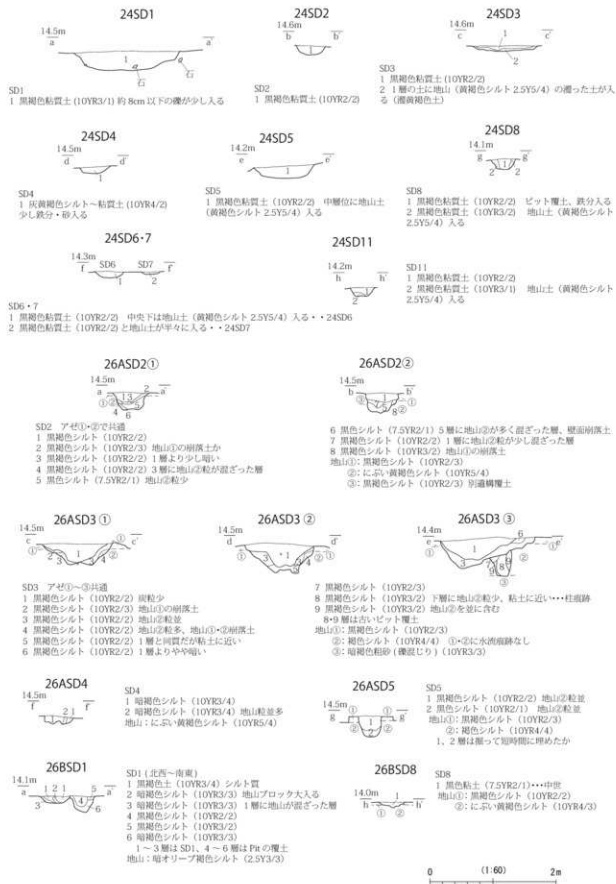 24SD1
14.5m
a a'
1
石
石
SD1
1 黒褐色粘質土 (10YR3/1) 約 8cm 以下の礫が少し入る
24SD2
14.6m
b b'
1
SD2
1 黒褐色粘質土 (10YR2/2)
24SD3
14.6m
c c'
1
2
SD3
1 黒褐色粘質土 (10YR2/2)
2 1 層の土に地山（黄褐色シルト 2.5Y5/4）の濁った土が入
る（濁黄褐色土）
24SD4
14.5m
d d'
1
SD4
1 灰黄褐色シルト～粘質土 (10YR4/2)
少し鉄分・砂入る
24SD5
14.2m
e e'
1
SD5
1 黒褐色粘質土（10YR2/2） 中層位に地山土
（黄褐色シルト 2.5Y5/4）入る
24SD8
14.1m
g g'
2 1 2
SD8
1 黒褐色粘質土（10YR2/2） ピット覆土、鉄分入る
2 黒褐色粘質土（10YR3/2） 地山土（黄褐色シルト
2.5Y5/4）入る
24SD6・7
14.3m
f SD6 SD7 f'
1 2
SD6・7
1 黒褐色粘質土（10YR2/2） 中央下は地山土（黄褐色シルト 2.5Y5/4）入る・・24SD6
2 黒褐色粘質土（10YR2/2）と地山土が半々に入る・・24SD7
24SD11
14.2m
h h'
1
2
SD11
1 黒褐色粘質土（10YR2/2）
2 黒褐色粘質土（10YR3/1） 地山土（黄褐色シルト
2.5Y5/4）入る
26ASD2①
14.5m
a a'
SD2 アゼ①・②で共通
1 黒褐色シルト（10YR2/2）
2 黒褐色シルト（10YR2/3）地山①の崩落土か
3 黒褐色シルト（10YR2/2）1 層より少し暗い
4 黒褐色シルト（10YR2/2）3 層に地山②粒が混ざった層
5 黒色シルト（7.5YR2/1）地山②粒少
26ASD2②
14.5m
b b'
6 黒色シルト（7.5YR2/1）5 層に地山②が多く混ざった層、壁面崩落土
7 黒褐色シルト（10YR2/2）1 層に地山②粒が少し混ざった層
8 黒褐色シルト（10YR3/2）地山①の崩落土
地山①：黒褐色シルト（10YR2/3）
②：にぶい黄褐色シルト（10YR5/4）
③：黒褐色シルト（10YR2/3）別遺構覆土
26ASD3 ①
14.5m
c c'
26ASD3 ②
14.5m
d d'
26ASD3 ③
14.4m
e e'
SD3 アゼ①～③共通
1 黒褐色シルト（10YR2/2）炭粒少
2 黒褐色シルト（10YR2/3）地山①の崩落土
3 黒褐色シルト（10YR2/2）地山②粒並
4 黒褐色シルト（10YR2/2）地山②粒多、地山①・②崩落土
5 黒褐色シルト（10YR2/2）1 層と同質だが粘土に近い
6 黒褐色シルト（10YR2/2）1 層よりやや暗い
7 黒褐色シルト（10YR2/3）
8 黒褐色シルト（10YR3/2）下層に地山②粒少、粘土に近い・・・柱痕跡
9 黒褐色シルト（10YR3/2）地山②を並に含む
8・9 層は古いピット覆土
地山①：黒褐色シルト（10YR2/3）
②：褐色シルト（10YR4/4） ①・②に水流痕跡なし
③：暗褐色粗砂（礫混じり）（10YR3/3）
26ASD4
14.5m
f f'
2 1
SD4
1 暗褐色シルト（10YR3/4）
2 暗褐色シルト（10YR3/4）地山粒並多
地山：にぶい黄褐色シルト（10YR5/4）
26ASD5
14.5m
g g'
① 1 ①
② 2 ②
SD5
1 黒褐色シルト（10YR2/2）地山②粒並
2 黒色シルト（10YR2/1）地山②粒並
地山①：黒褐色シルト（10YR2/3）
②：褐色シルト（10YR4/4）
1、2 層は掘って短時間に埋めたか
26BSD1
14.1m
a a'
1 2 1 5
3 4 6
SD1 (北西～南東)
1 黒褐色土（10YR3/4）シルト質
2 暗褐色シルト（10YR3/3）地山ブロック大入る
3 暗褐色シルト（10YR3/3）1 層に地山が混ざった層
4 黒褐色シルト（10YR2/2）
5 黒褐色シルト（10YR3/2）
6 暗褐色シルト（10YR3/3）
1 ～ 3 層は SD1、4 ～ 6 層は Pit の覆土
地山：暗オリーブ褐色シルト（2.5Y3/3）
26BSD8
14.0m
h h'
1
① ②
SD8
1 黒色粘土（7.5YR2/1）・・・中世
地山①：黒褐色シルト（10YR2/2）
②：にぶい黄褐色シルト（10YR4/3）
0 (1:60) 2m